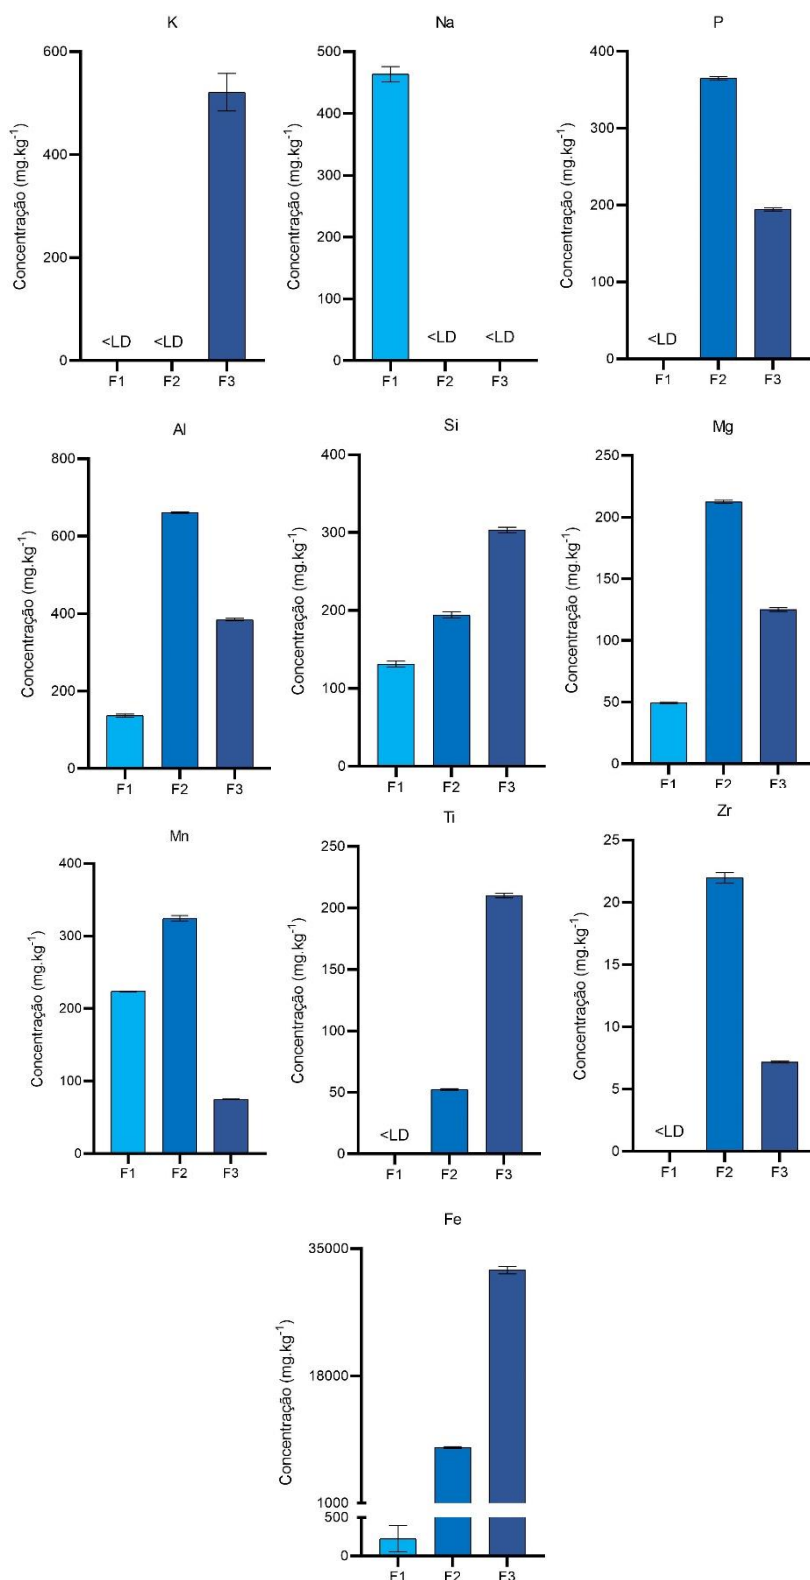 K
Concentração (mg.kg⁻¹)
600
400
200
0
<LD
<LD
F1
F2
F3
Na
Concentração (mg.kg⁻¹)
500
400
300
200
100
0
<LD
<LD
F1
F2
F3
P
Concentração (mg.kg⁻¹)
400
300
200
100
0
<LD
F1
F2
F3
Al
Concentração (mg.kg⁻¹)
800
600
400
200
0
F1
F2
F3
Si
Concentração (mg.kg⁻¹)
400
300
200
100
0
F1
F2
F3
Mg
Concentração (mg.kg⁻¹)
250
200
150
100
50
0
F1
F2
F3
Mn
Concentração (mg.kg⁻¹)
400
300
200
100
0
F1
F2
F3
Ti
Concentração (mg.kg⁻¹)
250
200
150
100
50
0
<LD
F1
F2
F3
Zr
Concentração (mg.kg⁻¹)
25
20
15
10
5
0
<LD
F1
F2
F3
Fe
Concentração (mg.kg⁻¹)
35000
18000
1000
500
0
F1
F2
F3